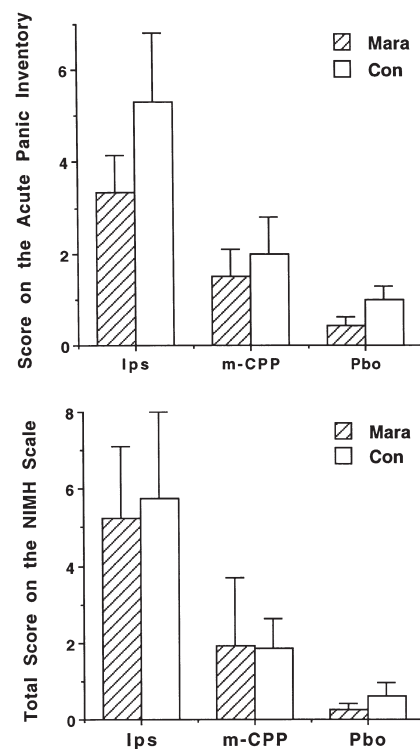 Score on the Acute Panic Inventory
Mara
Con
6
4
2
0
Ips
m-CPP
Pbo
Total Score on the NIMH Scale
Mara
Con
8
6
4
2
0
Ips
m-CPP
Pbo